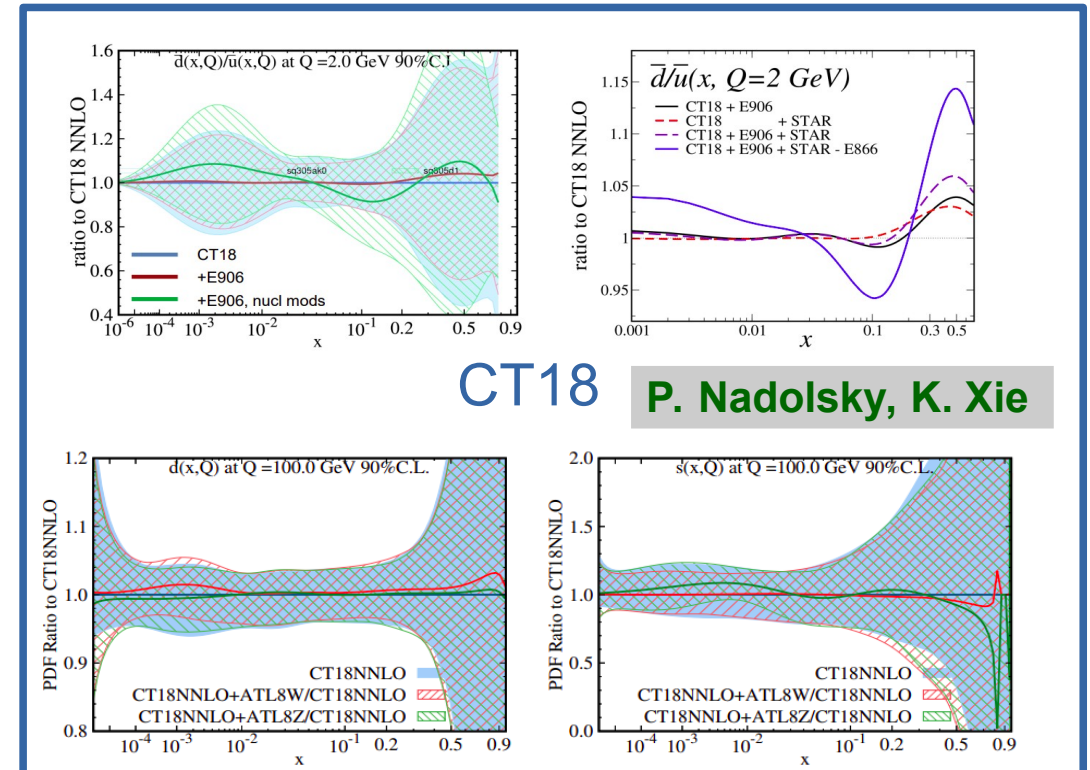 d̅(x,Q)/u̅(x,Q) at Q =2.0 GeV 90%C.I
ratio to CT18 NNLO
1.6
1.4
1.2
1.0
0.8
0.6
0.4
sq305ak0
sq305d1
CT18
+E906
+E906, nucl mods
10⁻⁶ 10⁻⁴ 10⁻³ 10⁻² 10⁻¹ 0.2 0.5 0.9
x
d̅/u̅(x, Q=2 GeV)
CT18 + E906
CT18 + STAR
CT18 + E906 + STAR
CT18 + E906 + STAR - E866
ratio to CT18 NNLO
1.15
1.1
1.05
1
0.95
0.001 0.01 0.1 0.3 0.5
x
CT18
P. Nadolsky, K. Xie
d(x,Q) at Q =100.0 GeV 90%C.L.
PDF Ratio to CT18NNLO
1.2
1.1
1.0
0.9
0.8
CT18NNLO
CT18NNLO+ATL8W/CT18NNLO
CT18NNLO+ATL8Z/CT18NNLO
10⁻⁴ 10⁻³ 10⁻² 10⁻¹ 0.2 0.5 0.9
x
s(x,Q) at Q =100.0 GeV 90%C.L.
PDF Ratio to CT18NNLO
2.0
1.5
1.0
0.5
0.0
CT18NNLO
CT18NNLO+ATL8W/CT18NNLO
CT18NNLO+ATL8Z/CT18NNLO
10⁻⁴ 10⁻³ 10⁻² 10⁻¹ 0.2 0.5 0.9
x